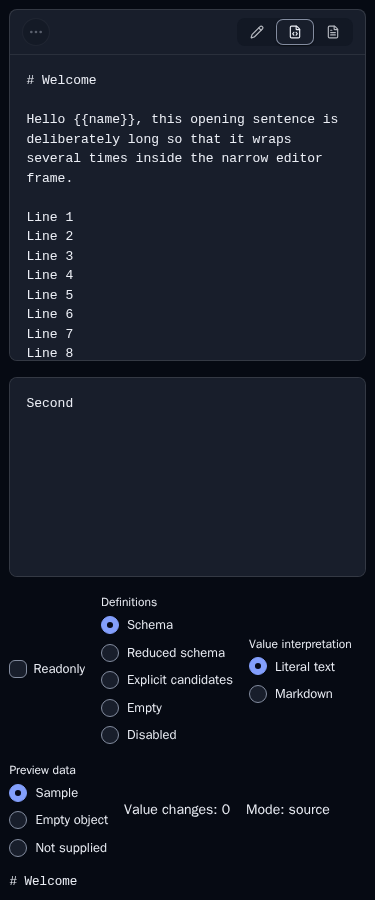 # Welcome
Hello {{name}}, this opening sentence is
deliberately long so that it wraps
several times inside the narrow editor
frame.
Line 1
Line 2
Line 3
Line 4
Line 5
Line 6
Line 7
Line 8
Second
Readonly
Definitions
Schema
Reduced schema
Explicit candidates
Empty
Disabled
Value interpretation
Literal text
Markdown
Preview data
Sample
Empty object
Not supplied
Value changes: 0
Mode: source
# Welcome